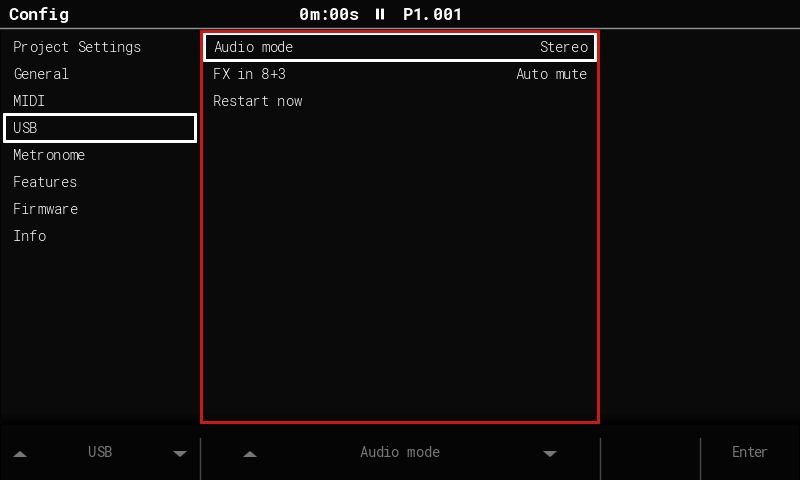 Config 0m:00s P1.001
Project Settings
General
MIDI
USB
Metronome
Features
Firmware
Info
Audio mode Stereo
FX in 8+3 Auto mute
Restart now
USB Audio mode Enter